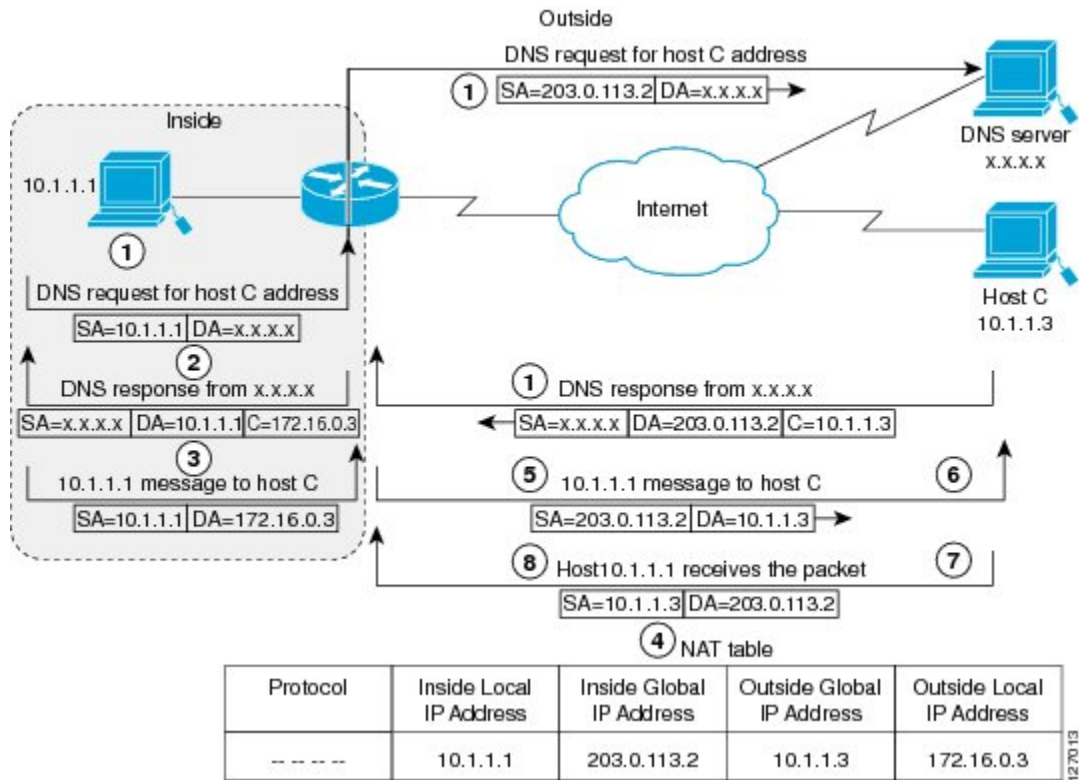 Outside
DNS request for host C address
1 SA=203.0.113.2 DA=x.x.x.x
Inside
DNS server
x.x.x.x
10.1.1.1
Internet
1
DNS request for host C address
SA=10.1.1.1 DA=x.x.x.x
Host C
10.1.1.3
2
DNS response from x.x.x.x
SA=x.x.x.x DA=10.1.1.1 C=172.16.0.3
1 DNS response from x.x.x.x
SA=x.x.x.x DA=203.0.113.2 C=10.1.1.3
3
10.1.1.1 message to host C
SA=10.1.1.1 DA=172.16.0.3
5 10.1.1.1 message to host C 6
SA=203.0.113.2 DA=10.1.1.3
8 Host10.1.1.1 receives the packet 7
SA=10.1.1.3 DA=203.0.113.2
4 NAT table
Protocol Inside Local IP Address Inside Global IP Address Outside Global IP Address Outside Local IP Address
-- -- -- -- 10.1.1.1 203.0.113.2 10.1.1.3 172.16.0.3
127013